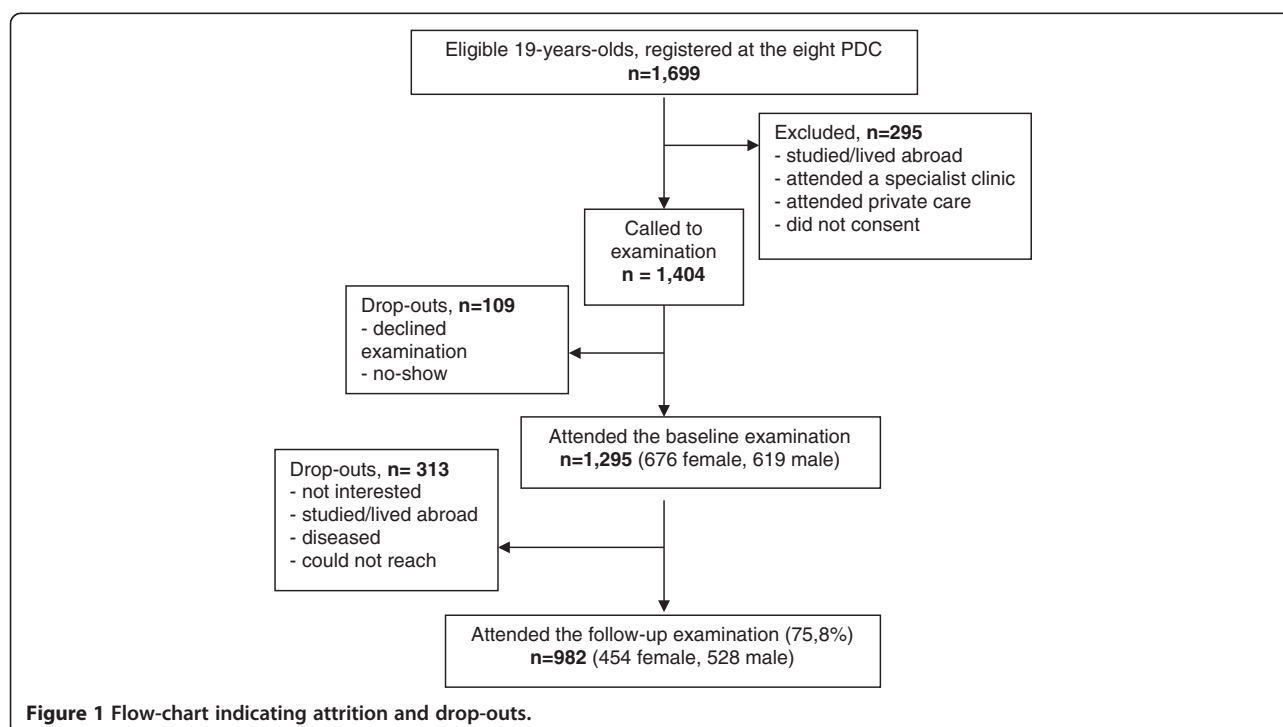 Eligible 19-years-olds, registered at the eight PDC
n=1,699
Excluded, n=295
- studied/lived abroad
- attended a specialist clinic
- attended private care
- did not consent
Called to
examination
n = 1,404
Drop-outs, n=109
- declined
examination
- no-show
Attended the baseline examination
n=1,295 (676 female, 619 male)
Drop-outs, n= 313
- not interested
- studied/lived abroad
- diseased
- could not reach
Attended the follow-up examination (75,8%)
n=982 (454 female, 528 male)
Figure 1 Flow-chart indicating attrition and drop-outs.